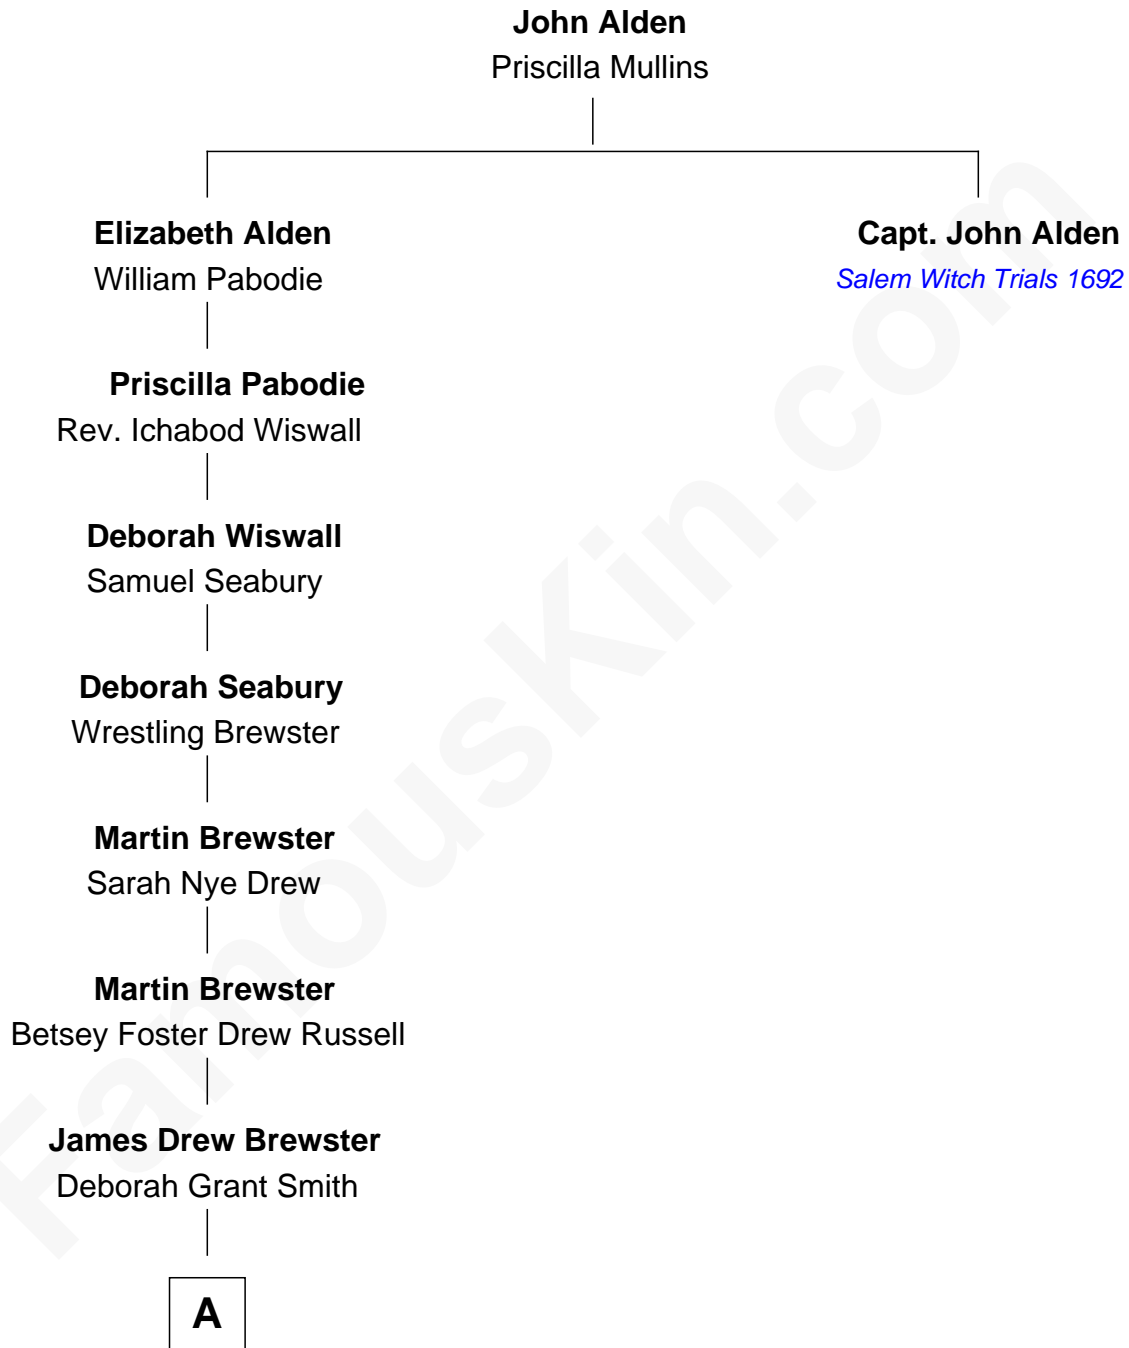 John Alden
Priscilla Mullins
Elizabeth Alden
William Pabodie
Capt. John Alden
Salem Witch Trials 1692
Priscilla Pabodie
Rev. Ichabod Wiswall
Deborah Wiswall
Samuel Seabury
Deborah Seabury
Wrestling Brewster
Martin Brewster
Sarah Nye Drew
Martin Brewster
Betsey Foster Drew Russell
James Drew Brewster
Deborah Grant Smith
A
FamousKin.com